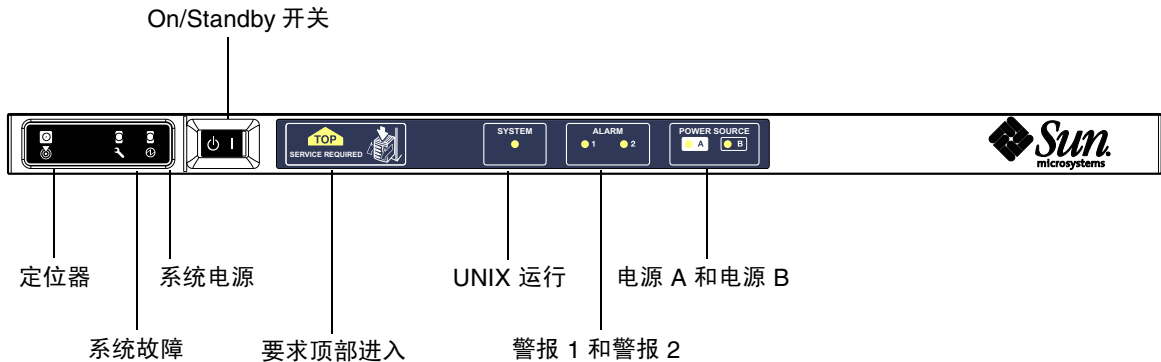 On/Standby 开关
TOP
SERVICE REQUIRED
SYSTEM
ALARM
1
2
POWER SOURCE
A
B
Sun
microsystems
定位器
系统电源
UNIX 运行
电源 A 和电源 B
系统故障
要求顶部进入
警报 1 和警报 2